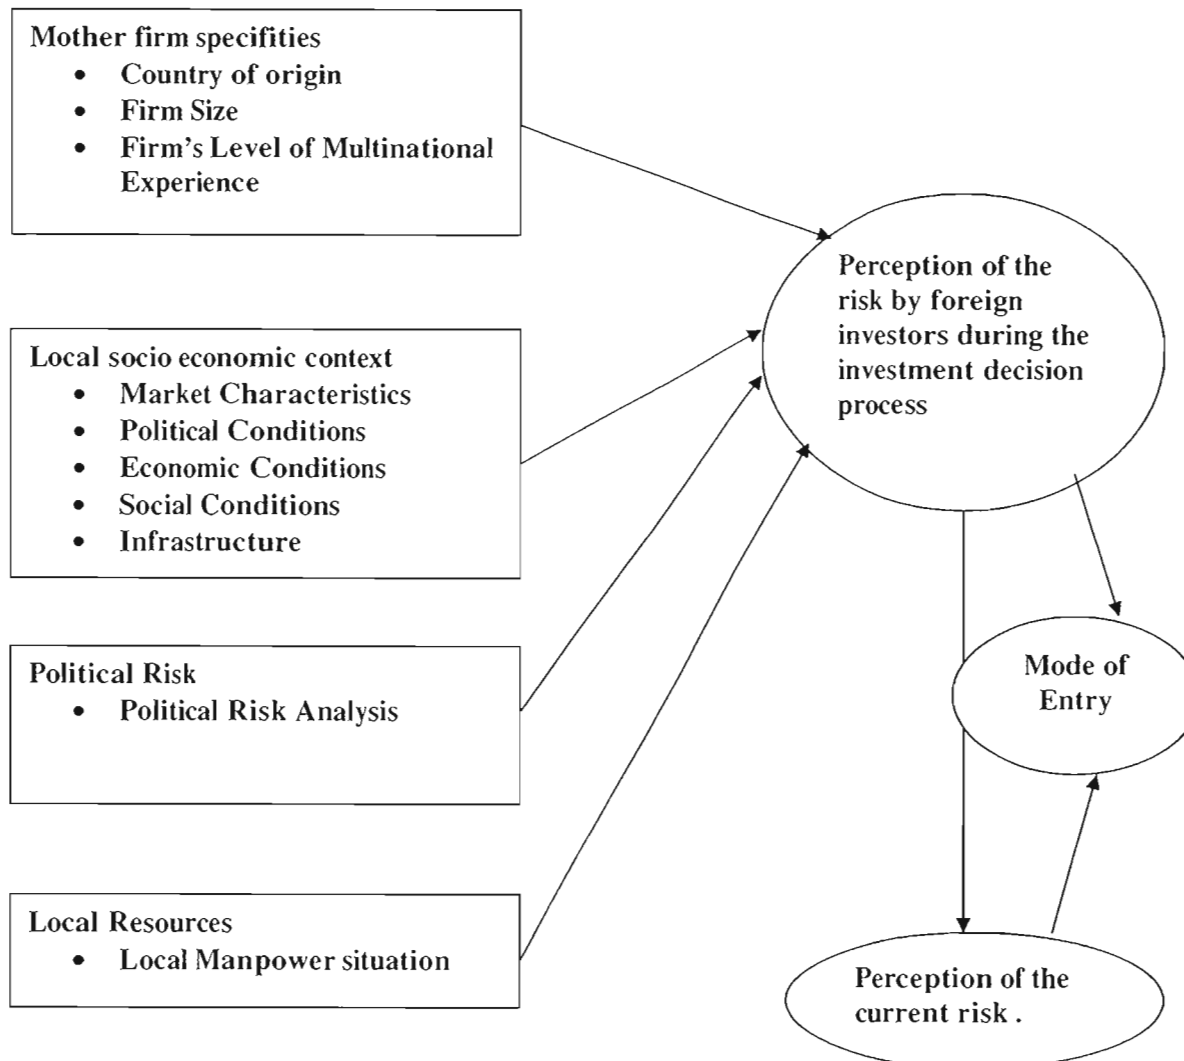 Mother firm specifities
• Country of origin
• Firm Size
• Firm's Level of Multinational
Experience
Perception of the
risk by foreign
investors during the
investment decision
process
Local socio economic context
• Market Characteristics
• Political Conditions
• Economic Conditions
• Social Conditions
• Infrastructure
Political Risk
• Political Risk Analysis
Mode of
Entry
Local Resources
• Local Manpower situation
Perception of the
current risk .